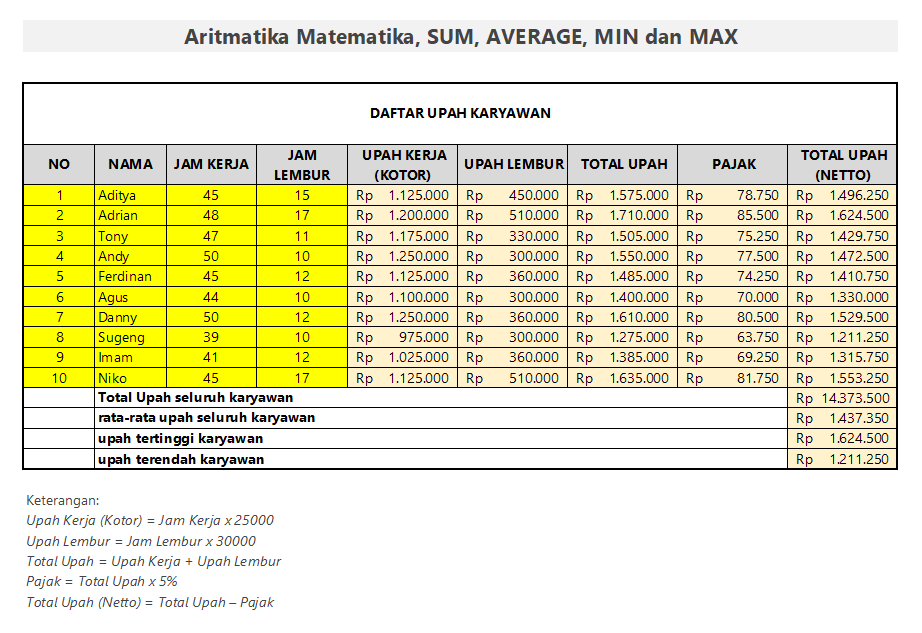 Aritmatika Matematika, SUM, AVERAGE, MIN dan MAX
DAFTAR UPAH KARYAWAN
NO NAMA JAM KERJA JAM LEMBUR UPAH KERJA (KOTOR) UPAH LEMBUR TOTAL UPAH PAJAK TOTAL UPAH (NETTO)
1 Aditya 45 15 Rp 1.125.000 Rp 450.000 Rp 1.575.000 Rp 78.750 Rp 1.496.250
2 Adrian 48 17 Rp 1.200.000 Rp 510.000 Rp 1.710.000 Rp 85.500 Rp 1.624.500
3 Tony 47 11 Rp 1.175.000 Rp 330.000 Rp 1.505.000 Rp 75.250 Rp 1.429.750
4 Andy 50 10 Rp 1.250.000 Rp 300.000 Rp 1.550.000 Rp 77.500 Rp 1.472.500
5 Ferdinan 45 12 Rp 1.125.000 Rp 360.000 Rp 1.485.000 Rp 74.250 Rp 1.410.750
6 Agus 44 10 Rp 1.100.000 Rp 300.000 Rp 1.400.000 Rp 70.000 Rp 1.330.000
7 Danny 50 12 Rp 1.250.000 Rp 360.000 Rp 1.610.000 Rp 80.500 Rp 1.529.500
8 Sugeng 39 10 Rp 975.000 Rp 300.000 Rp 1.275.000 Rp 63.750 Rp 1.211.250
9 Imam 41 12 Rp 1.025.000 Rp 360.000 Rp 1.385.000 Rp 69.250 Rp 1.315.750
10 Niko 45 17 Rp 1.125.000 Rp 510.000 Rp 1.635.000 Rp 81.750 Rp 1.553.250
Total Upah seluruh karyawan Rp 14.373.500
rata-rata upah seluruh karyawan Rp 1.437.350
upah tertinggi karyawan Rp 1.624.500
upah terendah karyawan Rp 1.211.250
Keterangan:
Upah Kerja (Kotor) = Jam Kerja x 25000
Upah Lembur = Jam Lembur x 30000
Total Upah = Upah Kerja + Upah Lembur
Pajak = Total Upah x 5%
Total Upah (Netto) = Total Upah – Pajak